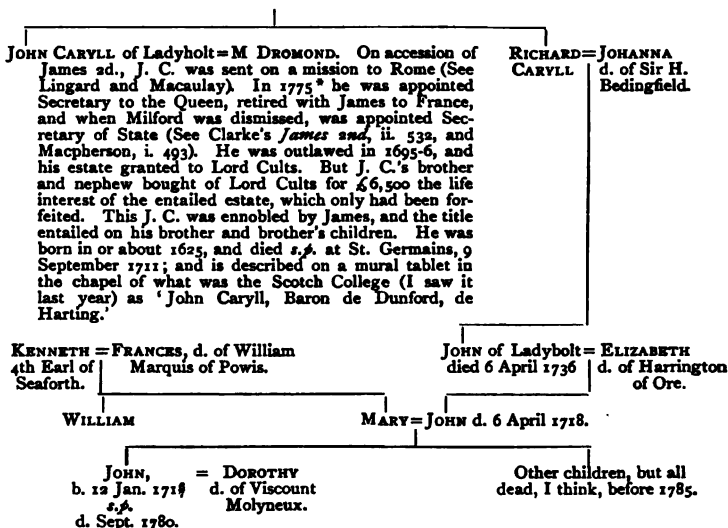 JOHN CARYLL of Ladyholt=M DROMOND. On accession of
James 2d., J. C. was sent on a mission to Rome (See
Lingard and Macaulay). In 1775* he was appointed
Secretary to the Queen, retired with James to France,
and when Milford was dismissed, was appointed Sec-
retary of State (See Clarke's James 2nd, ii. 532, and
Macpherson, i. 493). He was outlawed in 1695-6, and
his estate granted to Lord Cults. But J. C.'s brother
and nephew bought of Lord Cults for £6,500 the life
interest of the entailed estate, which only had been for-
feited. This J. C. was ennobled by James, and the title
entailed on his brother and brother's children. He was
born in or about 1625, and died s.p. at St. Germains, 9
September 1711; and is described on a mural tablet in
the chapel of what was the Scotch College (I saw it
last year) as 'John Caryll, Baron de Dunford, de
Harting.'
RICHARD=JOHANNA
CARYLL d. of Sir H.
Bedingfield.
KENNETH = FRANCES, d. of William
4th Earl of Marquis of Powis.
Seaforth.
JOHN of Ladybolt= ELIZABETH
died 6 April 1736 d. of Harrington
of Ore.
WILLIAM
MARY=JOHN d. 6 April 1718.
JOHN, = DOROTHY
b. 12 Jan. d. of Viscount
s.p. Molyneux.
d. Sept. 1780.
Other children, but all
dead, I think, before 1785.